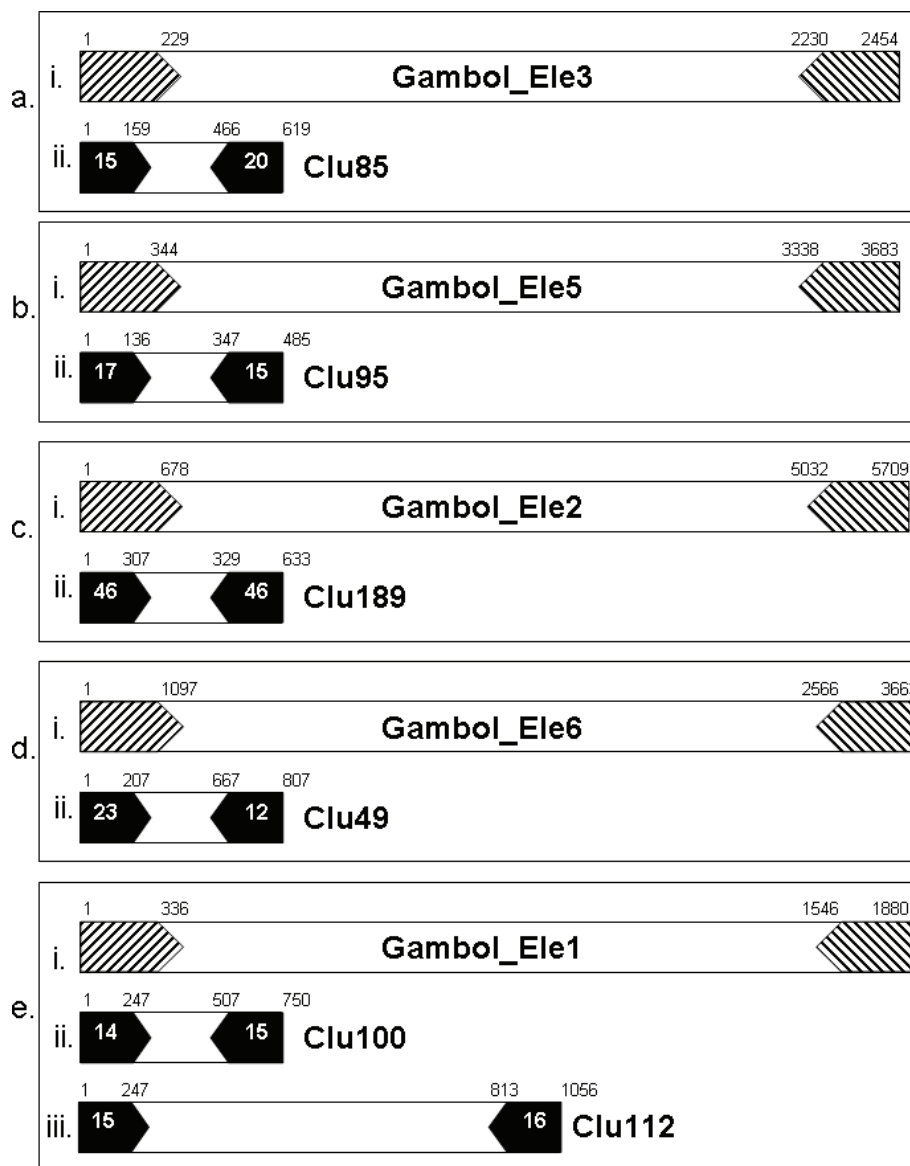 1 229 2230 2454
a. i. Gambol_Ele3
1 159 466 619
ii. 15 20 Clu85
1 344 3338 3683
b. i. Gambol_Ele5
1 136 347 485
ii. 17 15 Clu95
1 678 5032 5709
c. i. Gambol_Ele2
1 307 329 633
ii. 46 46 Clu189
1 1097 2566 3663
d. i. Gambol_Ele6
1 207 667 807
ii. 23 12 Clu49
1 336 1546 1880
e. i. Gambol_Ele1
1 247 507 750
ii. 14 15 Clu100
1 247 813 1056
iii. 15 16 Clu112